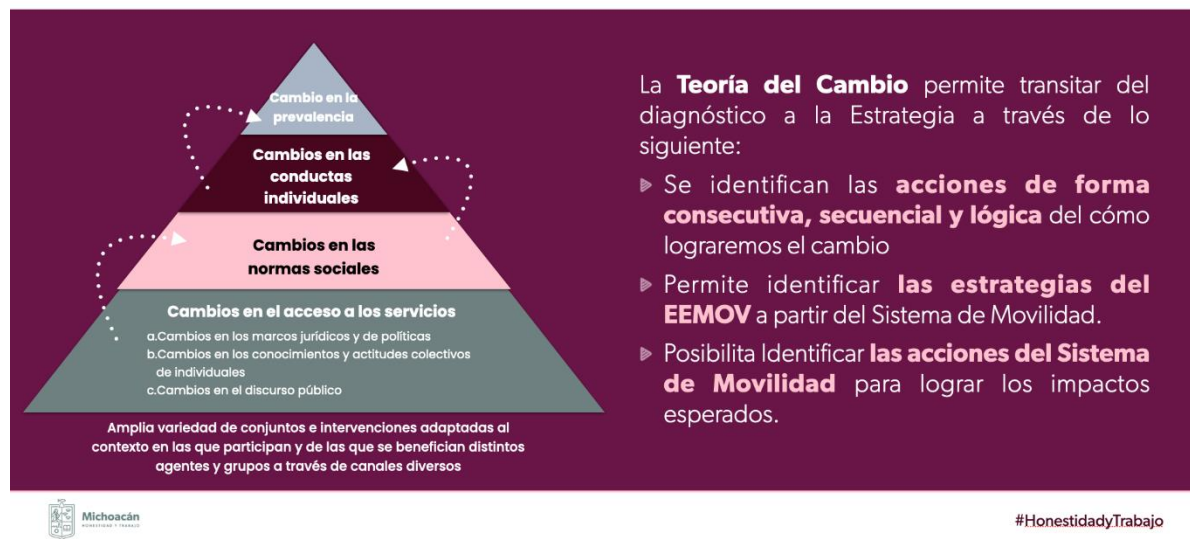 Cambio en la
prevalencia
Cambios en las
conductas
individuales
Cambios en las
normas sociales
Cambios en el acceso a los servicios
a.Cambios en los marcos jurídicos y de políticas
b.Cambios en los conocimientos y actitudes colectivos
de individuales
c.Cambios en el discurso público
Amplia variedad de conjuntos e intervenciones adaptadas al
contexto en las que participan y de las que se benefician distintos
agentes y grupos a través de canales diversos
La Teoría del Cambio permite transitar del
diagnóstico a la Estrategia a través de lo
siguiente:
Se identifican las acciones de forma
consecutiva, secuencial y lógica del cómo
lograremos el cambio
Permite identificar las estrategias del
EEMOV a partir del Sistema de Movilidad.
Posibilita Identificar las acciones del Sistema
de Movilidad para lograr los impactos
esperados.
Michoacán
HONESTIDAD Y TRABAJO
#HonestidadyTrabajo